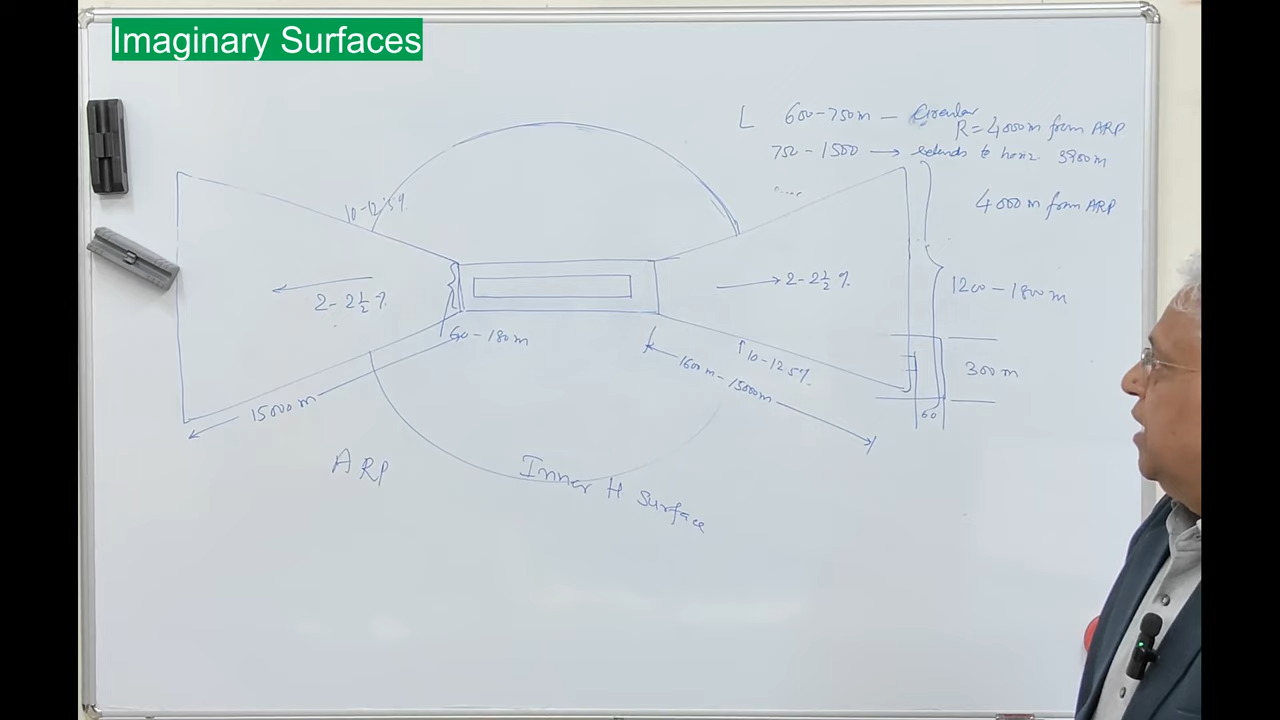 Imaginary Surfaces
L 600-750m - Circular
R=4000m from ARP
750-1500 → extends to horiz. 3900m
.....
4000m from ARP
10-12.5%
2-2½%
2-2½%
1200-1800m
60-180m
10-12.5%
300m
1600m-15000m
15000m
60
ARP
Inner H Surface